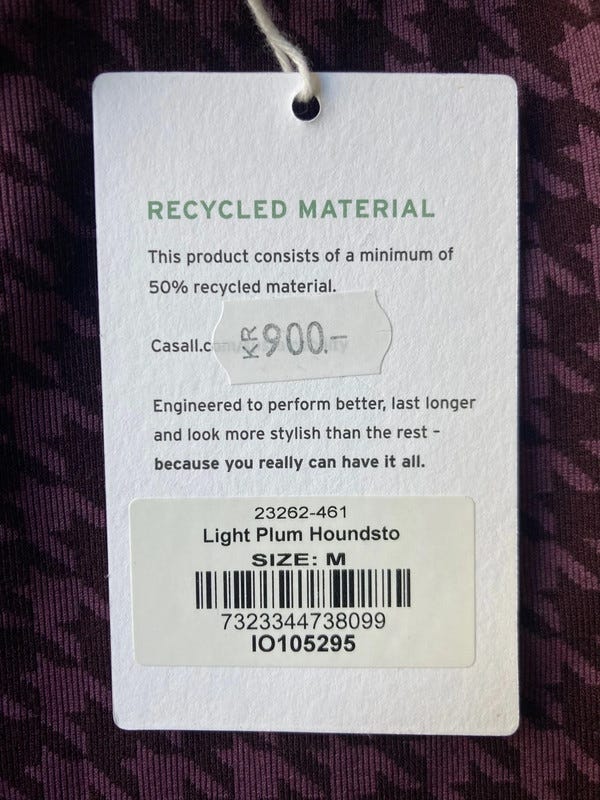 RECYCLED MATERIAL
This product consists of a minimum of
50% recycled material.
Casall.c
KR 900.-
Engineered to perform better, last longer
and look more stylish than the rest –
because you really can have it all.
23262-461
Light Plum Houndsto
SIZE: M
7323344738099
IO105295